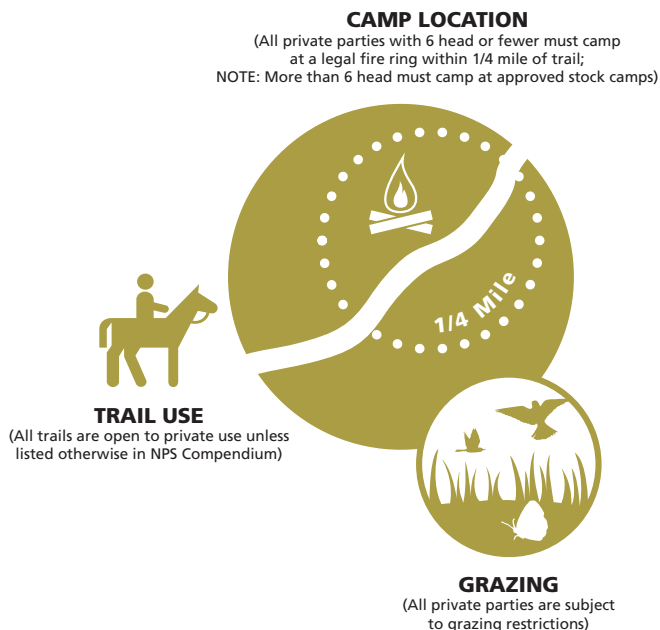 CAMP LOCATION
(All private parties with 6 head or fewer must camp
at a legal fire ring within 1/4 mile of trail;
NOTE: More than 6 head must camp at approved stock camps)
1/4 Mile
TRAIL USE
(All trails are open to private use unless
listed otherwise in NPS Compendium)
GRAZING
(All private parties are subject
to grazing restrictions)